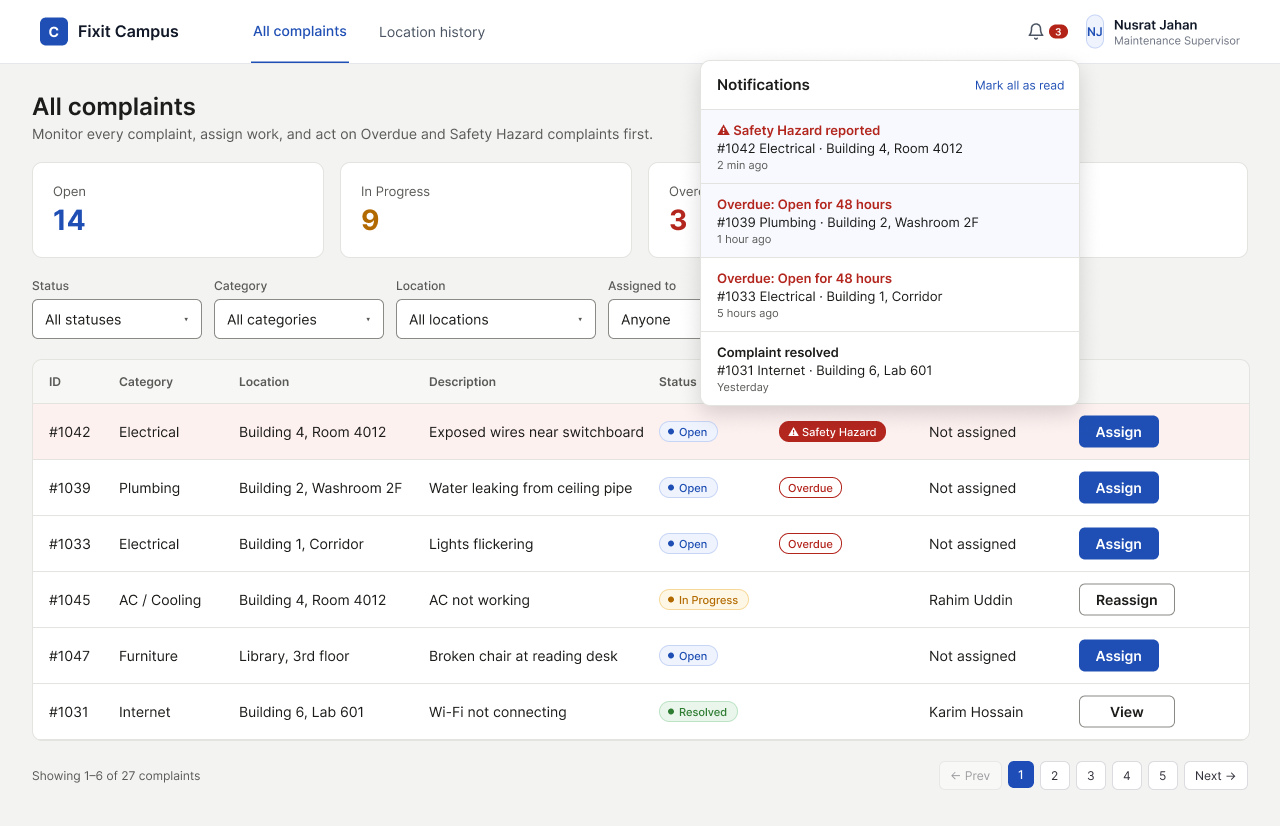 C Fixit Campus All complaints Location history 3 NJ Nusrat Jahan
Maintenance Supervisor
Notifications Mark all as read
⚠ Safety Hazard reported
#1042 Electrical · Building 4, Room 4012
2 min ago
Overdue: Open for 48 hours
#1039 Plumbing · Building 2, Washroom 2F
1 hour ago
Overdue: Open for 48 hours
#1033 Electrical · Building 1, Corridor
5 hours ago
Complaint resolved
#1031 Internet · Building 6, Lab 601
Yesterday
All complaints
Monitor every complaint, assign work, and act on Overdue and Safety Hazard complaints first.
Open
14
In Progress
9
3
Status Category Location Assigned to
All statuses All categories All locations Anyone
ID Category Location Description Status
#1042 Electrical Building 4, Room 4012 Exposed wires near switchboard Open ⚠ Safety Hazard Not assigned Assign
#1039 Plumbing Building 2, Washroom 2F Water leaking from ceiling pipe Open Overdue Not assigned Assign
#1033 Electrical Building 1, Corridor Lights flickering Open Overdue Not assigned Assign
#1045 AC / Cooling Building 4, Room 4012 AC not working In Progress Rahim Uddin Reassign
#1047 Furniture Library, 3rd floor Broken chair at reading desk Open Not assigned Assign
#1031 Internet Building 6, Lab 601 Wi-Fi not connecting Resolved Karim Hossain View
Showing 1–6 of 27 complaints ← Prev 1 2 3 4 5 Next →